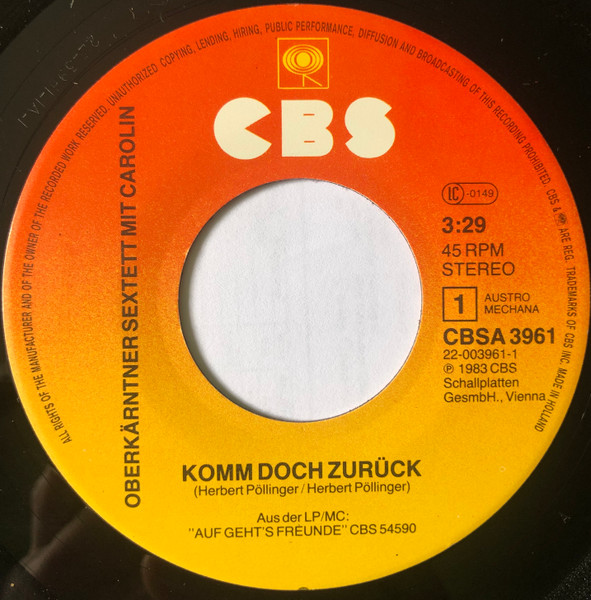 ALL RIGHTS OF THE MANUFACTURER AND OF THE OWNER OF THE RECORDED WORK RESERVED. UNAUTHORIZED COPYING, LENDING, HIRING, PUBLIC PERFORMANCE, DIFFUSION AND BROADCASTING OF THIS RECORDING PROHIBITED. CBS & ARE REG. TRADEMARKS OF CBS INC. MADE IN HOLLAND
CBS
OBERKÄRNTNER SEXTETT MIT CAROLIN
LC -0149
3:29
45 RPM
STEREO
1 AUSTRO
MECHANA
CBSA 3961
22-003961-1
℗ 1983 CBS
Schallplatten
GesmbH., Vienna
KOMM DOCH ZURÜCK
(Herbert Pöllinger/Herbert Pöllinger)
Aus der LP/MC:
"AUF GEHT'S FREUNDE" CBS 54590